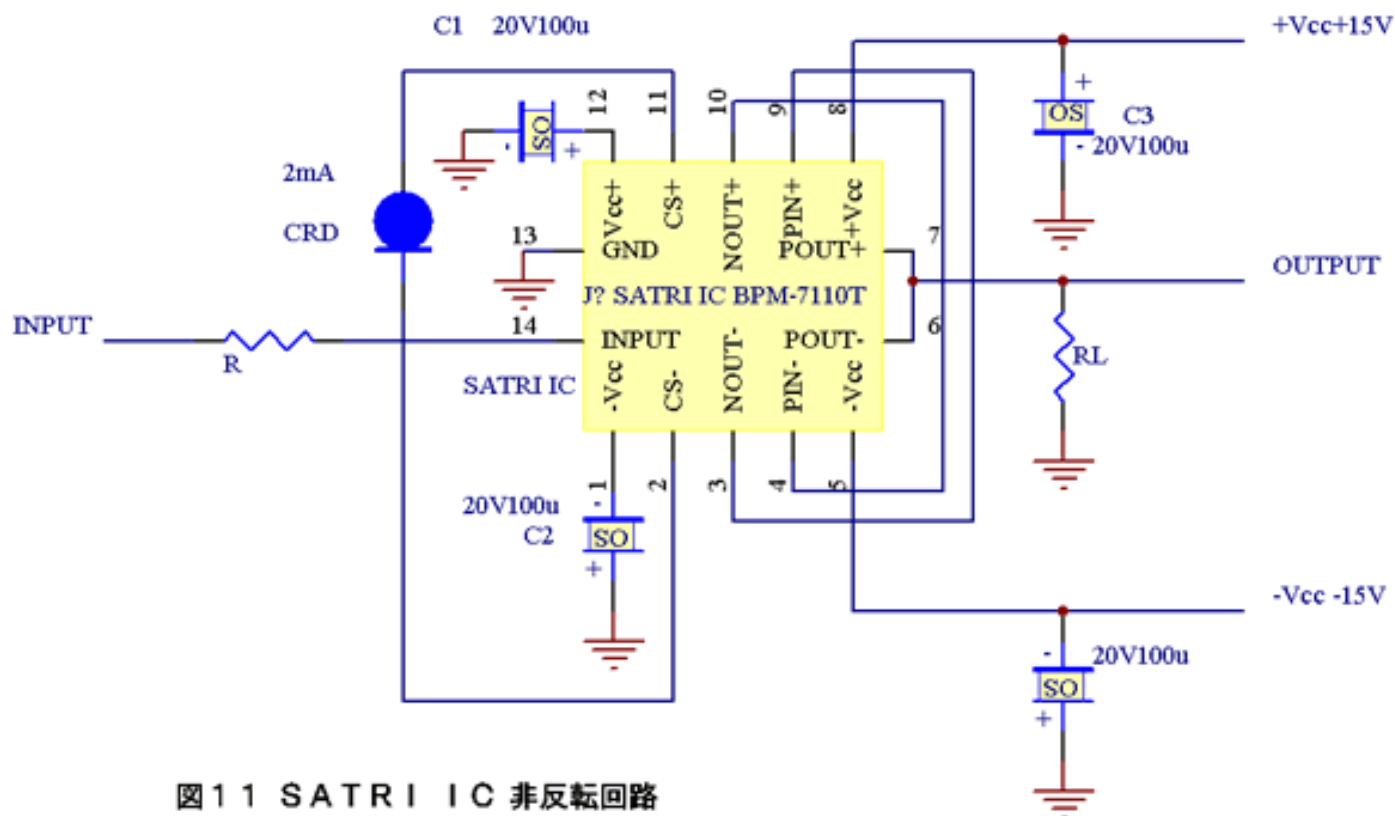 C1 20V100u
+Vcc+15V
12
11
10
9
8
OS
+
-
+
OS
C3
- 20V100u
2mA
CRD
Vcc+
CS+
NOUT+
PIN+
+Vcc
13
GND
POUT+
7
OUTPUT
J? SATRI IC BPM-7110T
INPUT
14
INPUT
POUT-
6
R
RL
SATRI IC
-Vcc
CS-
NOUT-
PIN-
-Vcc
1
2
3
4
5
20V100u
-
C2
SO
+
-Vcc -15V
-
20V100u
SO
+
図11 SATRI IC 非反転回路